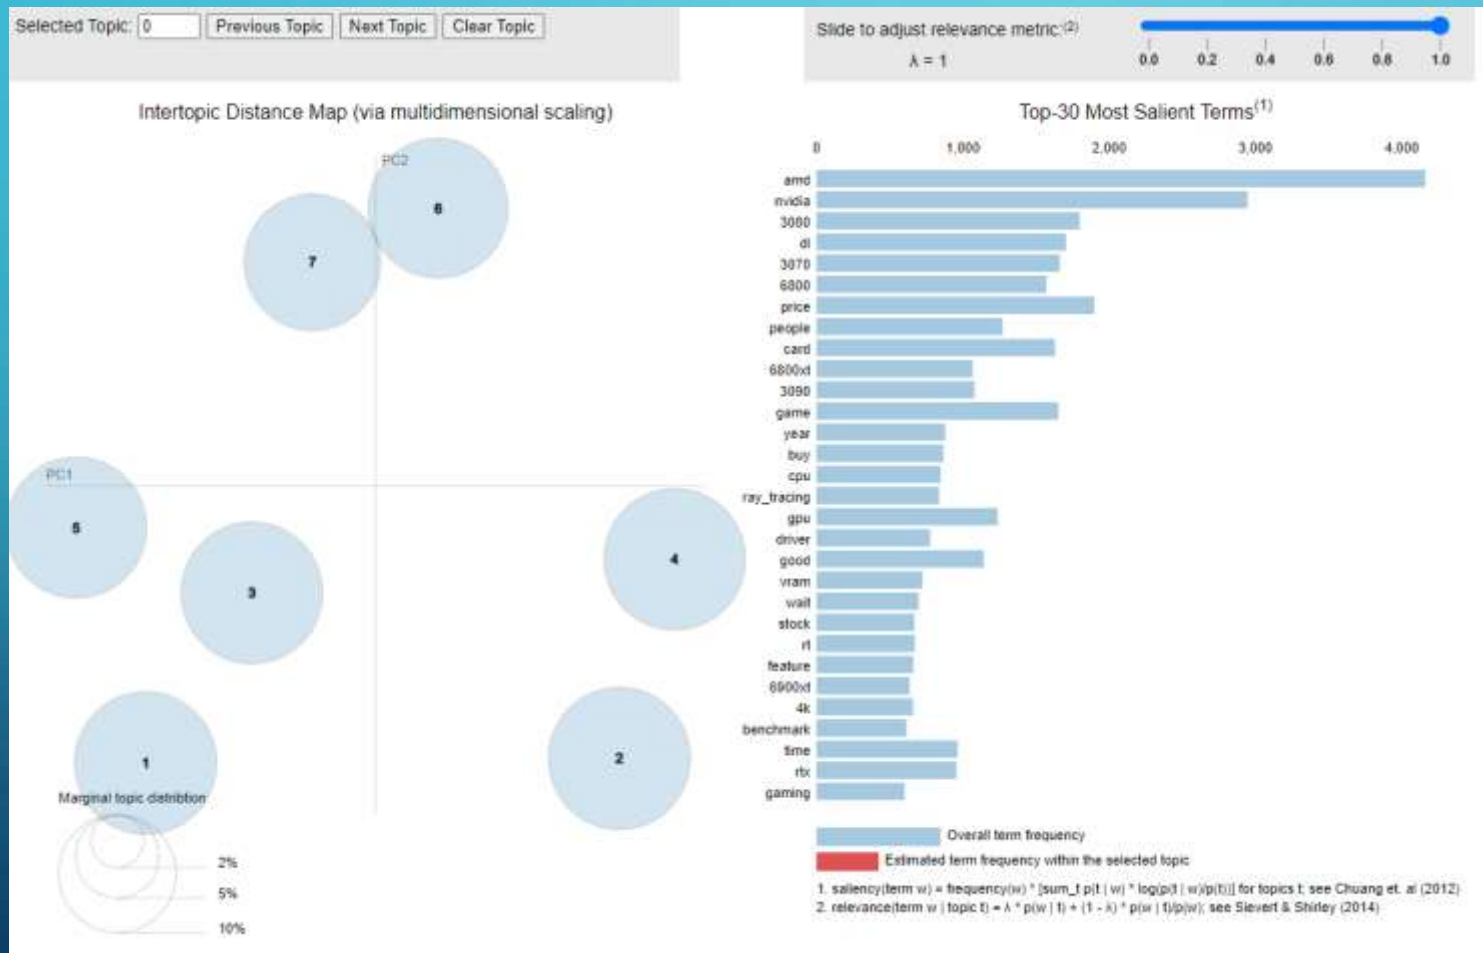 Selected Topic: 0 Previous Topic Next Topic Clear Topic
Slide to adjust relevance metric:(2)
λ = 1
0.0 0.2 0.4 0.6 0.8 1.0
Intertopic Distance Map (via multidimensional scaling)
PC2
6
7
PC1
5
3
4
1
2
Marginal topic distribtion
2%
5%
10%
Top-30 Most Salient Terms(1)
0 1,000 2,000 3,000 4,000
amd
nvidia
3080
dl
3070
6800
price
people
card
6800xt
3090
game
year
buy
cpu
ray_tracing
gpu
driver
good
vram
wait
stock
rt
feature
6900xt
4k
benchmark
time
rtx
gaming
Overall term frequency
Estimated term frequency within the selected topic
1. saliency(term w) = frequency(w) * [sum_t p(t | w) * log(p(t | w)/p(t))] for topics t; see Chuang et. al (2012)
2. relevance(term w | topic t) = λ * p(w | t) + (1 - λ) * p(w | t)/p(w); see Sievert & Shirley (2014)